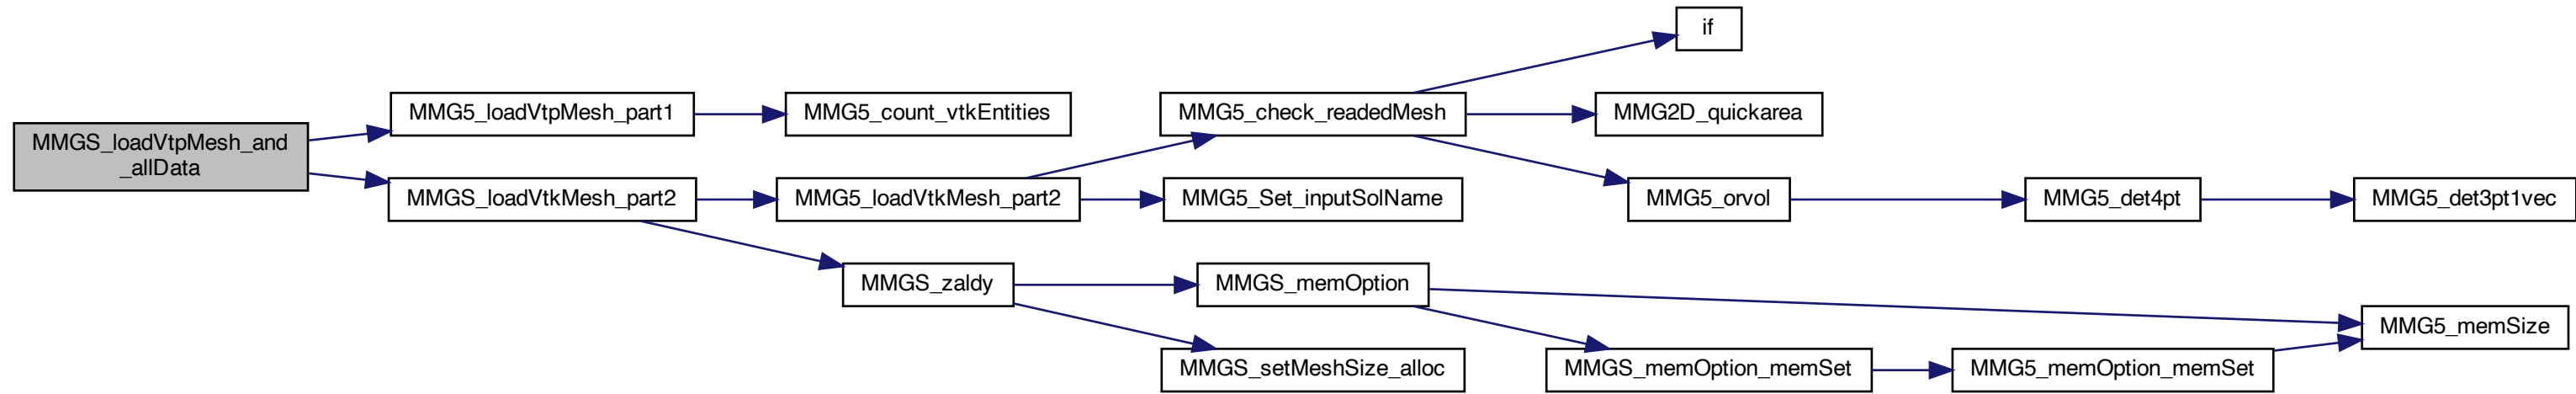 if
MMG5_loadVtpMesh_part1
MMG5_count_vtkEntities
MMG5_check_readedMesh
MMG2D_quickarea
MMGS_loadVtpMesh_and
_allData
MMGS_loadVtkMesh_part2
MMG5_loadVtkMesh_part2
MMG5_Set_inputSolName
MMG5_orvol
MMG5_det4pt
MMG5_det3pt1vec
MMGS_zaldy
MMGS_memOption
MMG5_memSize
MMGS_setMeshSize_alloc
MMGS_memOption_memSet
MMG5_memOption_memSet